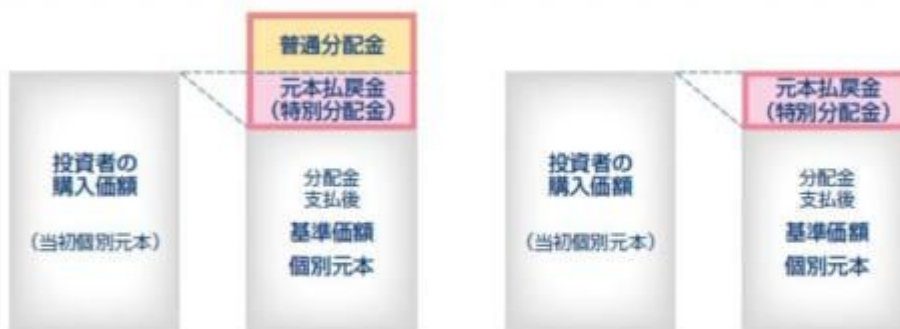 普通分配金
元本払戻金
(特別分配金)
投資者の
購入価額
(当初個別元本)
分配金
支払後
基準価額
個別元本
元本払戻金
(特別分配金)
投資者の
購入価額
(当初個別元本)
分配金
支払後
基準価額
個別元本